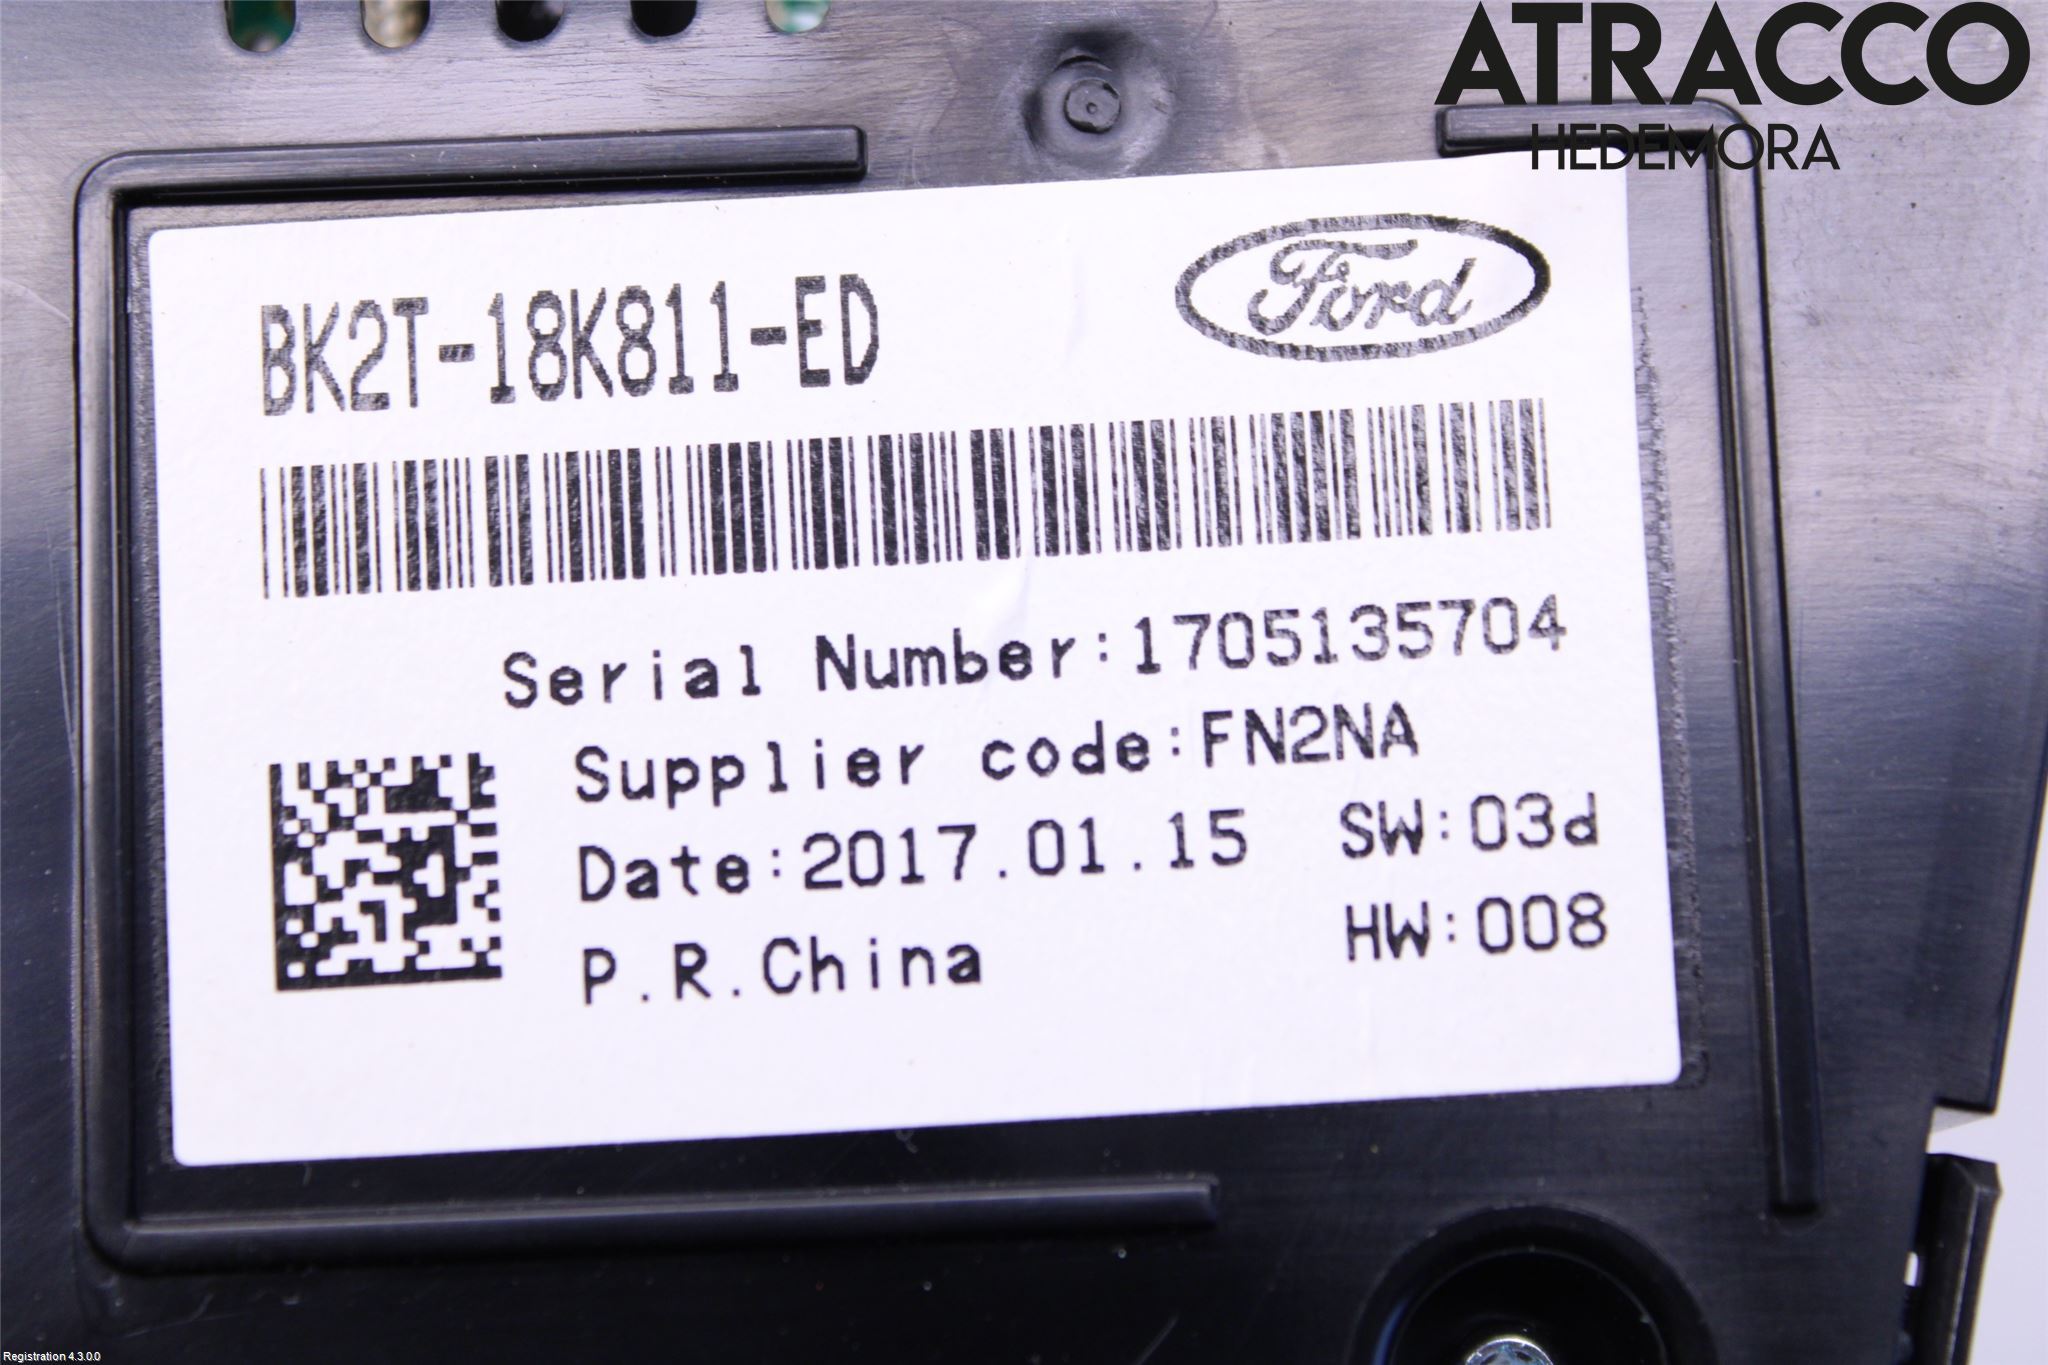 ATRACCO
HEDEMORA
Ford
BK2T-18K811-ED
Serial Number:1705135704
Supplier code:FN2NA
Date:2017.01.15 SW:03d
P.R.China HW:008
Registration 4.3.0.0